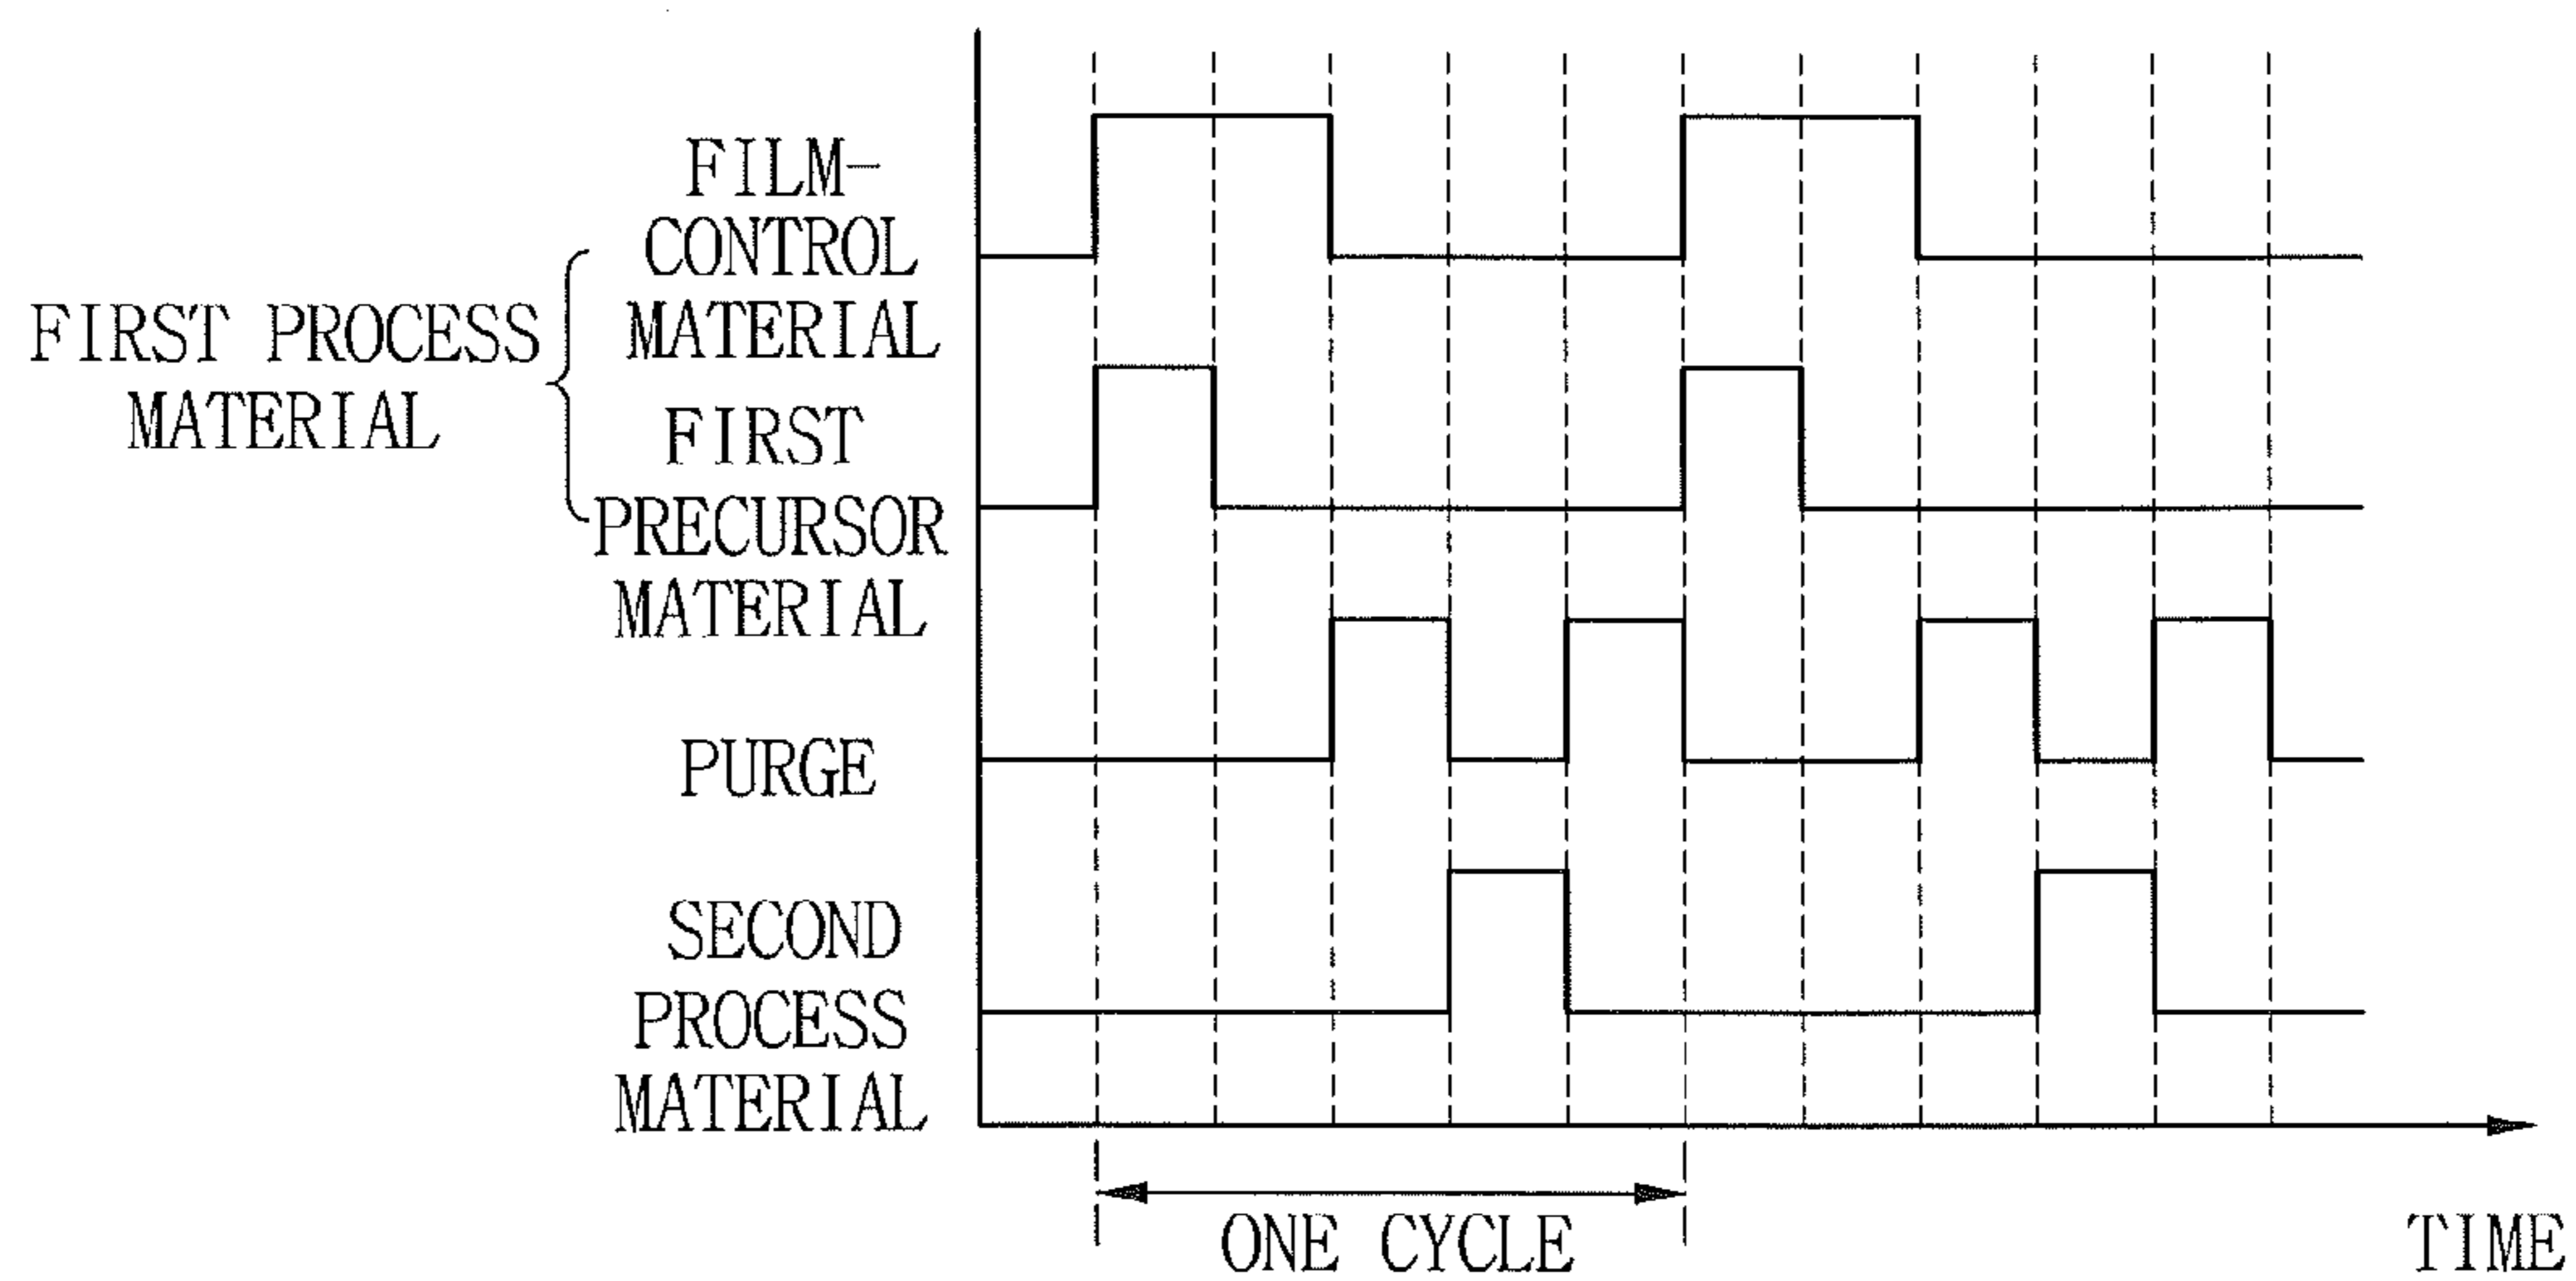 FILM-
CONTROL
MATERIAL
FIRST PROCESS
MATERIAL
FIRST
PRECURSOR
MATERIAL
PURGE
SECOND
PROCESS
MATERIAL
ONE CYCLE
TIME